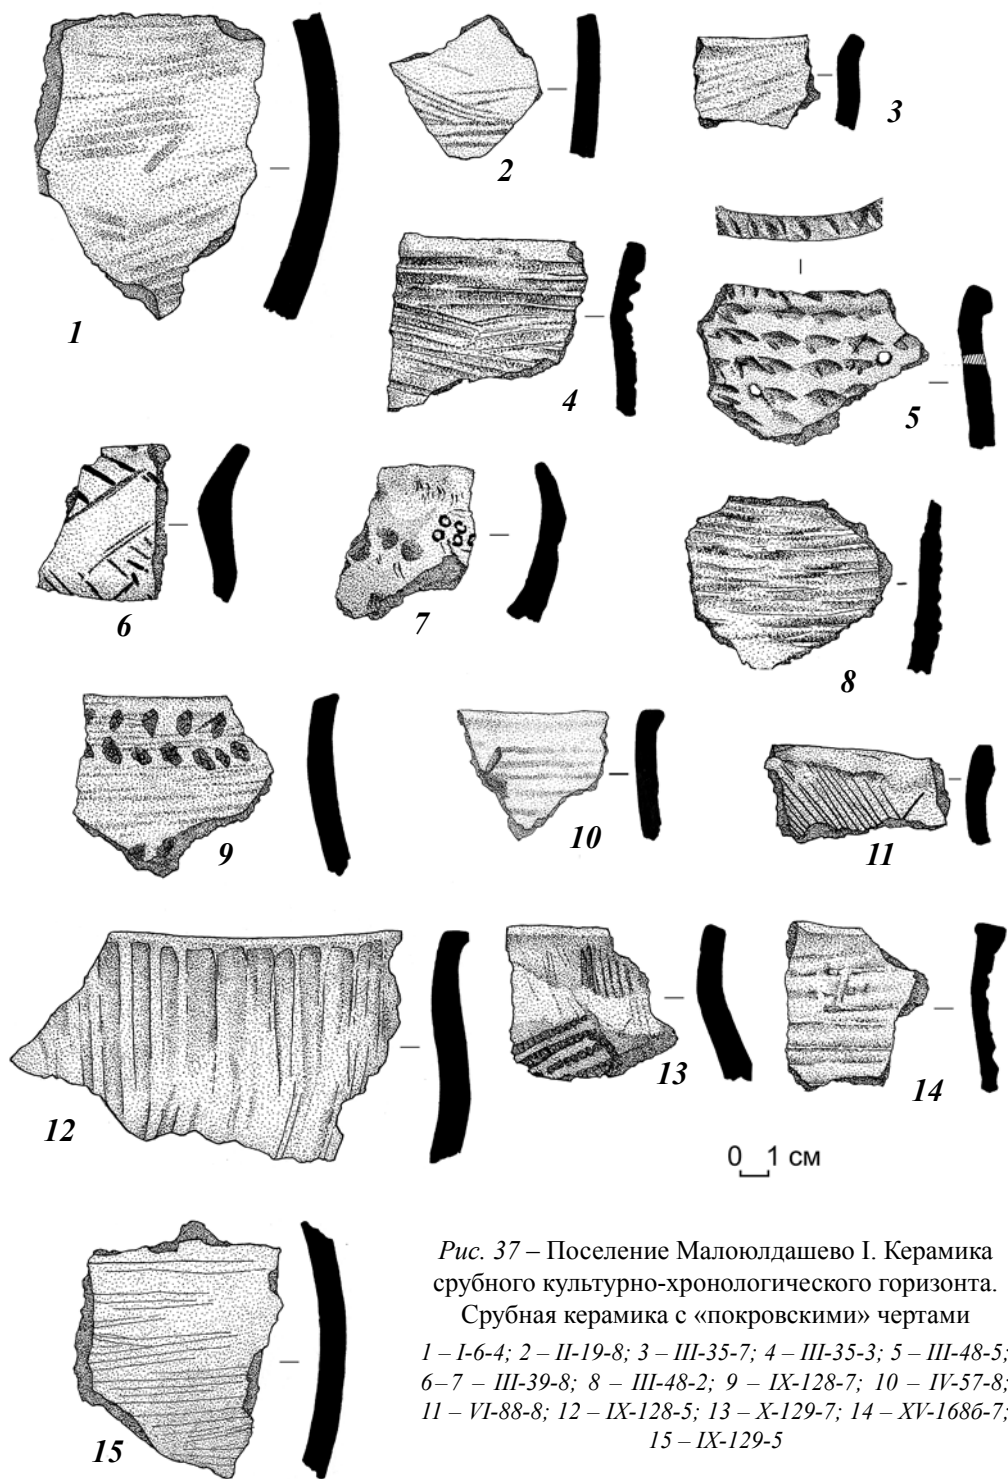 1
2
3
4
5
6
7
8
9
10
11
12
13
14
0 1 см
15
Рис. 37 – Поселение Малоюлдашево I. Керамика
срубного культурно-хронологического горизонта.
Срубная керамика с «покровскими» чертами
1 – I-6-4; 2 – II-19-8; 3 – III-35-7; 4 – III-35-3; 5 – III-48-5;
6–7 – III-39-8; 8 – III-48-2; 9 – IX-128-7; 10 – IV-57-8;
11 – VI-88-8; 12 – IX-128-5; 13 – X-129-7; 14 – XV-168б-7;
15 – IX-129-5